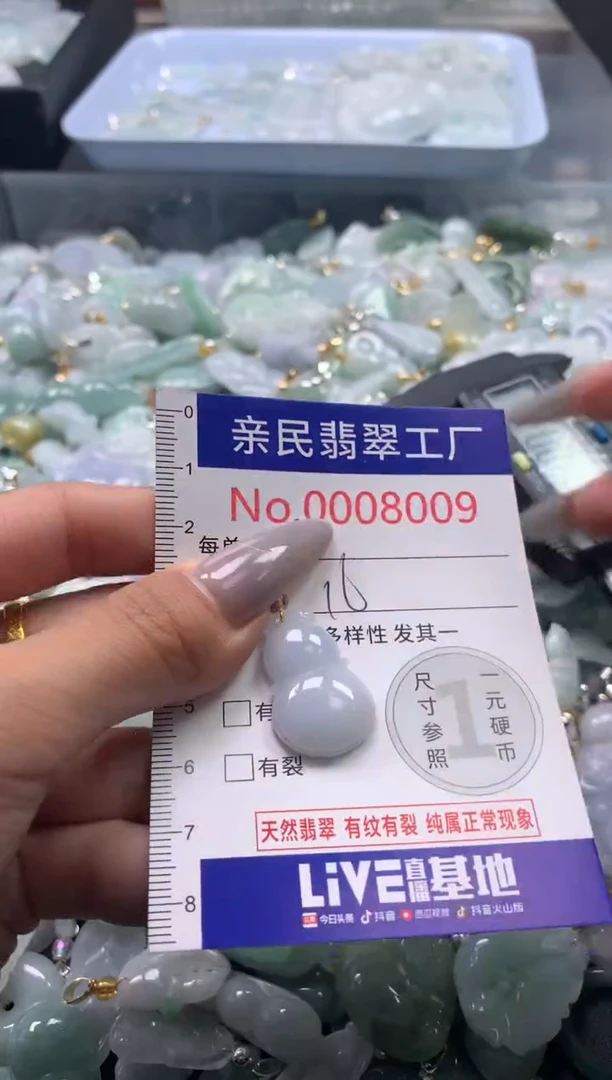 0
亲民翡翠工厂
1
No.0008009
2
每单
16
多样性 发其一
尺寸参照
1
一元硬币
5
有
6
有裂
7
天然翡翠 有纹有裂 纯属正常现象
LiVE直播基地
8
今日头条 抖音 西瓜视频 抖音火山版